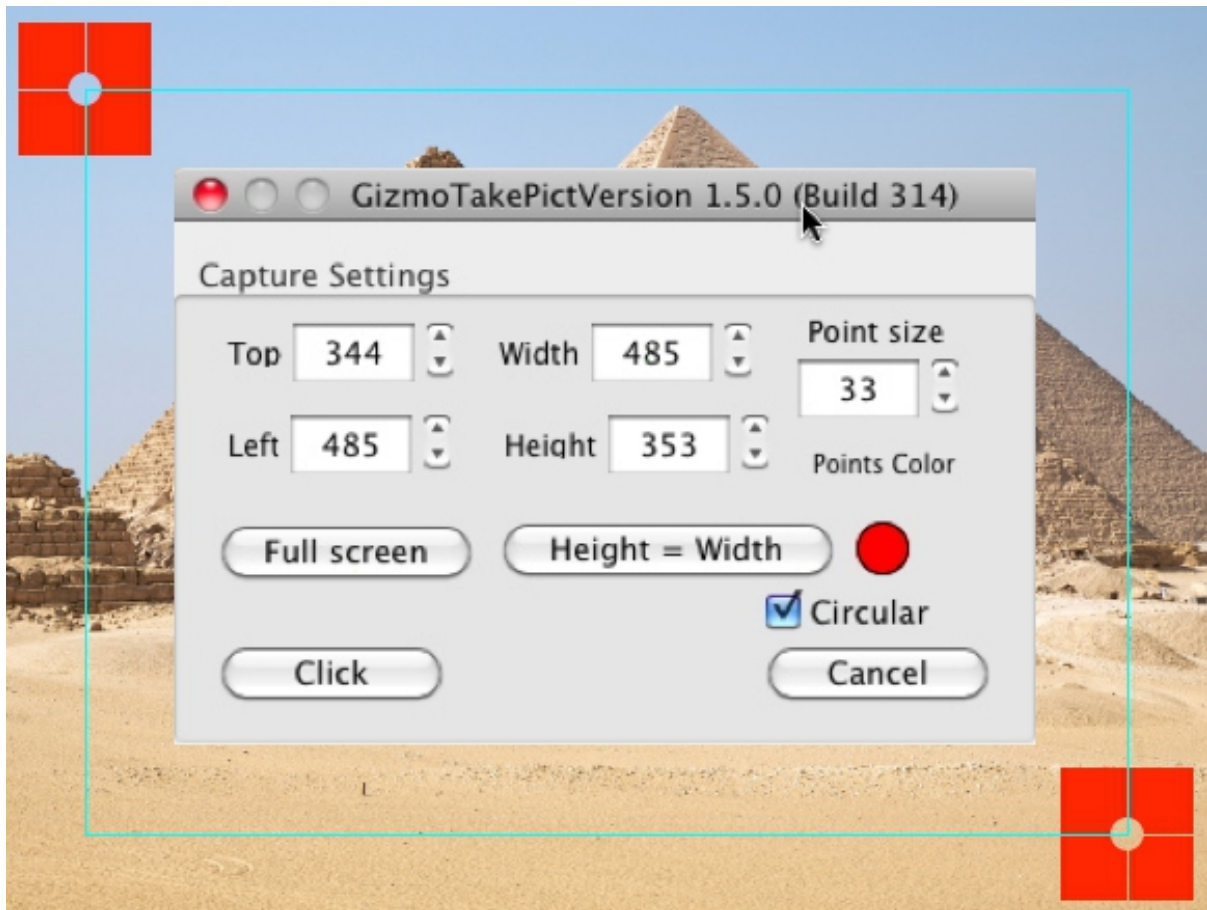 GizmoTakePictVersion 1.5.0 (Build 314)
Capture Settings
Top 344 Width 485 Point size
33
Left 485 Height 353 Points Color
Full screen Height = Width
Circular
Click Cancel